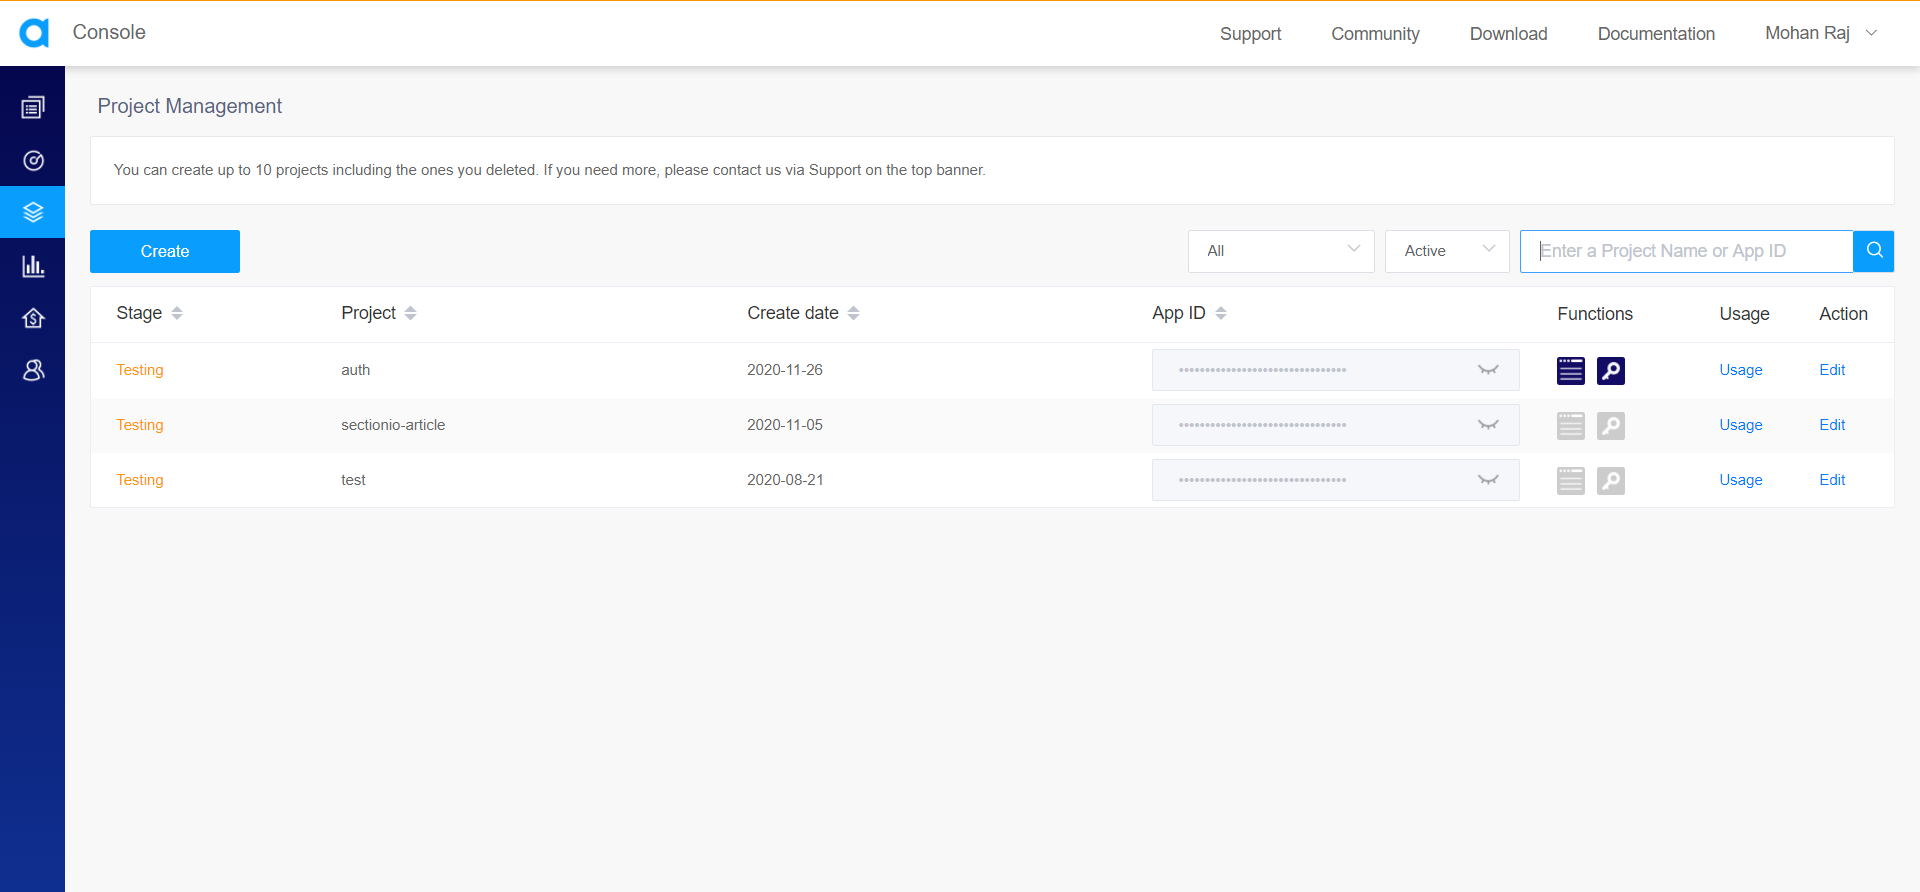 Console
Support Community Download Documentation Mohan Raj
Project Management
You can create up to 10 projects including the ones you deleted. If you need more, please contact us via Support on the top banner.
Create All Active Enter a Project Name or App ID
Stage Project Create date App ID Functions Usage Action
Testing auth 2020-11-26 •••••••••••••••••••••••••••••••• Usage Edit
Testing sectionio-article 2020-11-05 •••••••••••••••••••••••••••••••• Usage Edit
Testing test 2020-08-21 •••••••••••••••••••••••••••••••• Usage Edit